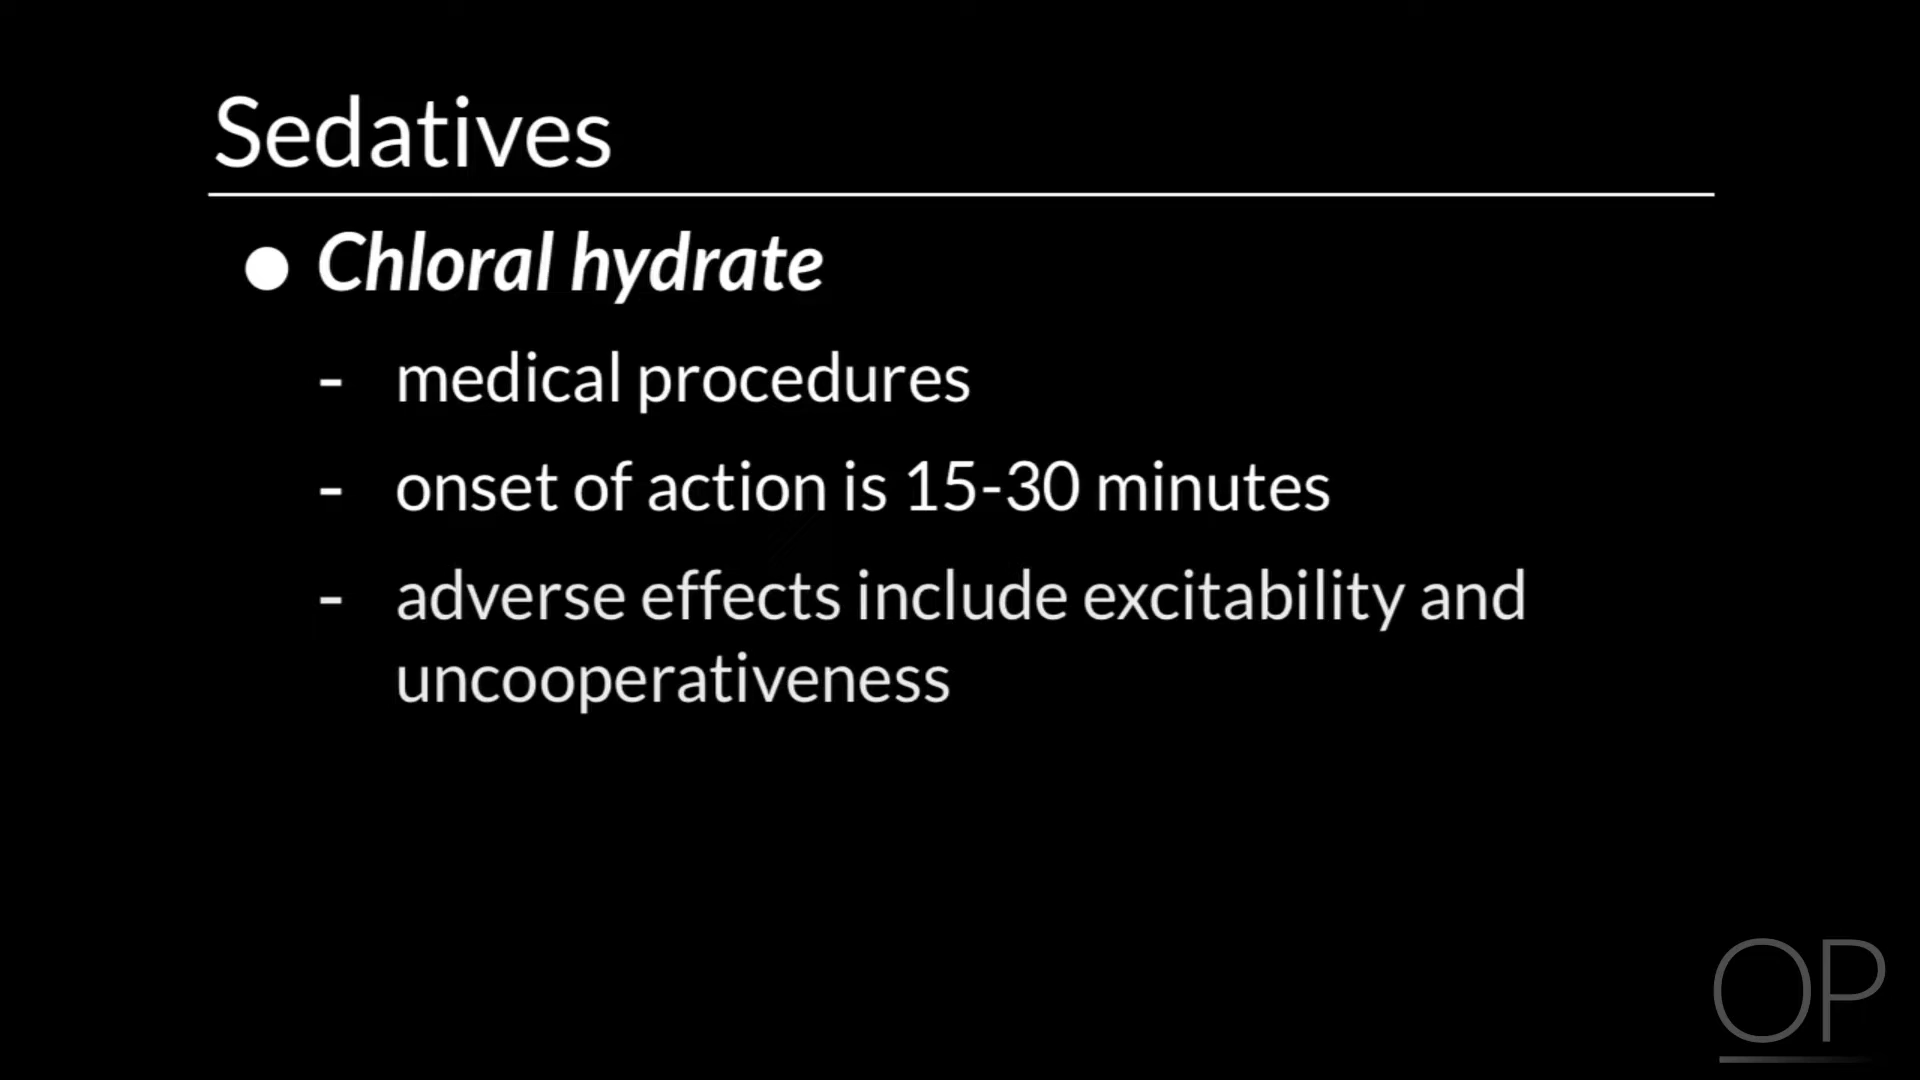 Sedatives
● Chloral hydrate
- medical procedures
- onset of action is 15-30 minutes
- adverse effects include excitability and
uncooperativeness
OP